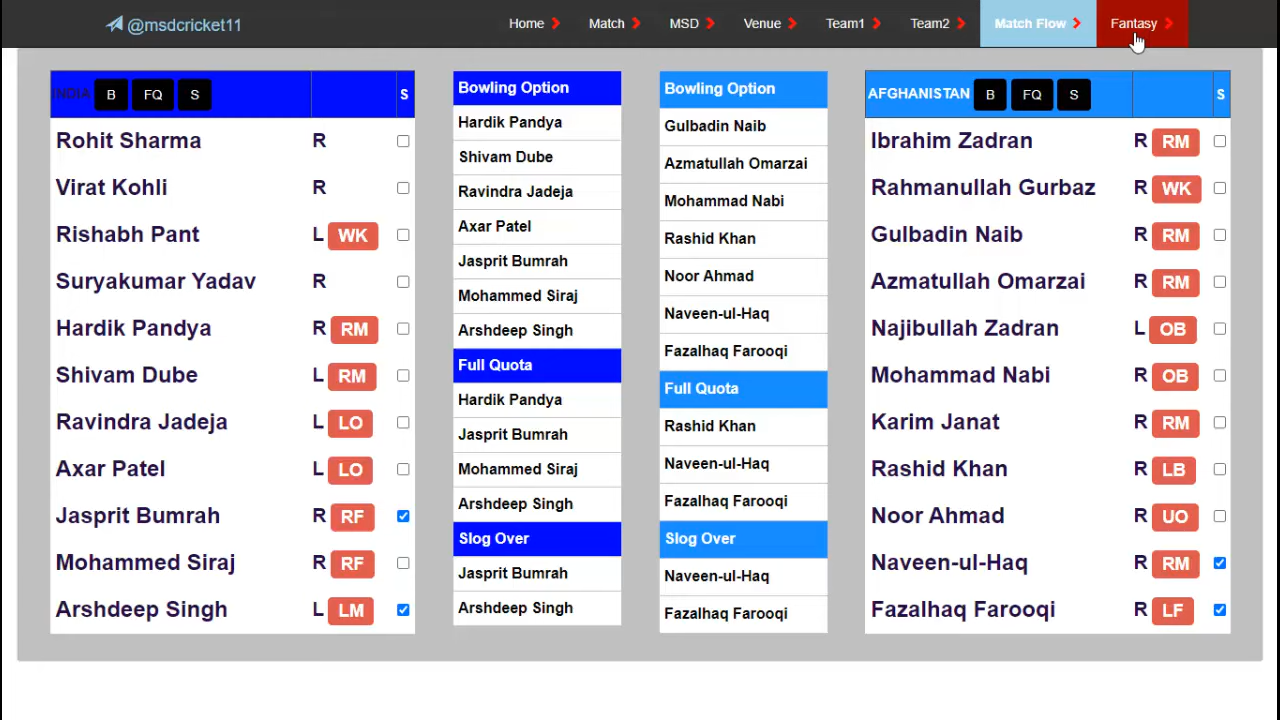 @msdcricket11 Home Match MSD Venue Team1 Team2 Match Flow Fantasy
INDIA B FQ S S
Rohit Sharma R
Virat Kohli R
Rishabh Pant L WK
Suryakumar Yadav R
Hardik Pandya R RM
Shivam Dube L RM
Ravindra Jadeja L LO
Axar Patel L LO
Jasprit Bumrah R RF
Mohammed Siraj R RF
Arshdeep Singh L LM
Bowling Option
Hardik Pandya
Shivam Dube
Ravindra Jadeja
Axar Patel
Jasprit Bumrah
Mohammed Siraj
Arshdeep Singh
Full Quota
Hardik Pandya
Jasprit Bumrah
Mohammed Siraj
Arshdeep Singh
Slog Over
Jasprit Bumrah
Arshdeep Singh
Bowling Option
Gulbadin Naib
Azmatullah Omarzai
Mohammad Nabi
Rashid Khan
Noor Ahmad
Naveen-ul-Haq
Fazalhaq Farooqi
Full Quota
Rashid Khan
Naveen-ul-Haq
Fazalhaq Farooqi
Slog Over
Naveen-ul-Haq
Fazalhaq Farooqi
AFGHANISTAN B FQ S S
Ibrahim Zadran R RM
Rahmanullah Gurbaz R WK
Gulbadin Naib R RM
Azmatullah Omarzai R RM
Najibullah Zadran L OB
Mohammad Nabi R OB
Karim Janat R RM
Rashid Khan R LB
Noor Ahmad R UO
Naveen-ul-Haq R RM
Fazalhaq Farooqi R LF